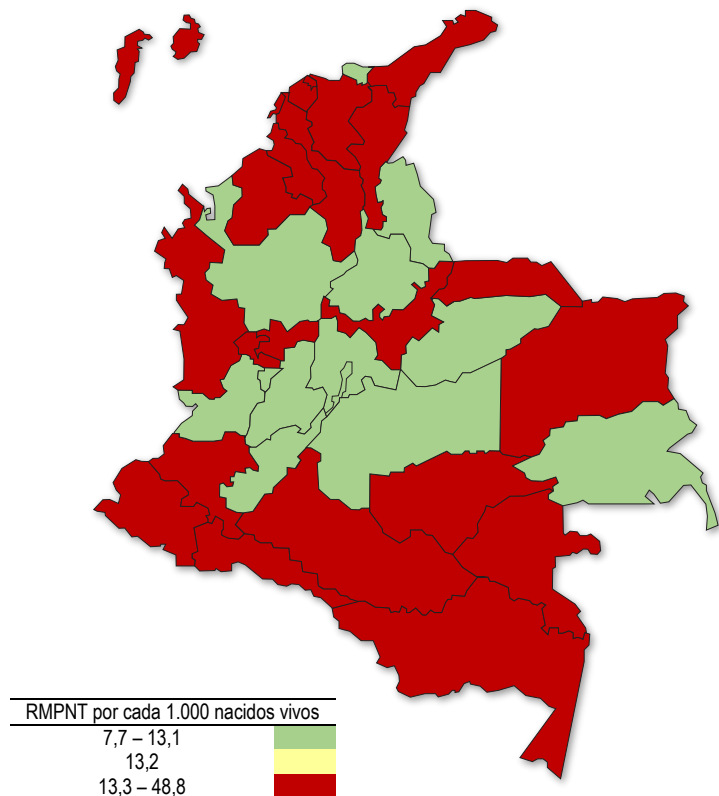 RMPNT por cada 1.000 nacidos vivos
7,7 – 13,1
13,2
13,3 – 48,8